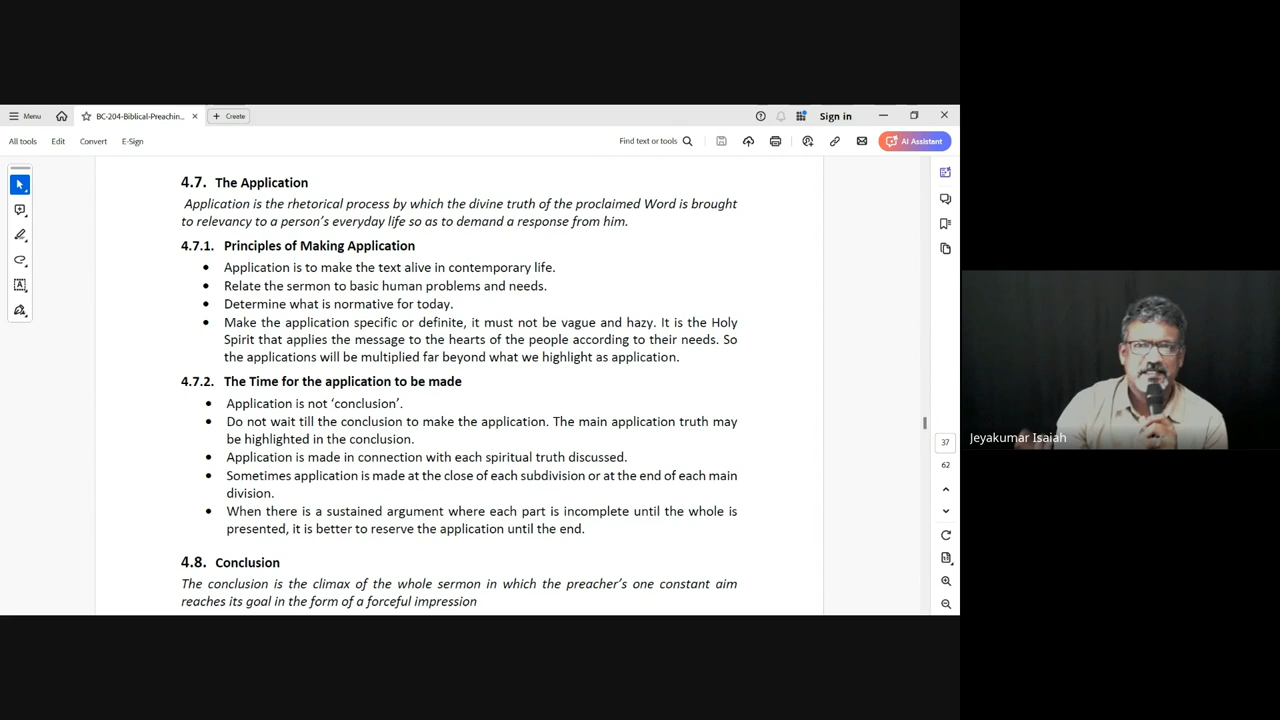 Menu
BC-204-Biblical-Preachin...
Create
Sign in
All tools
Edit
Convert
E-Sign
Find text or tools
AI Assistant
4.7. The Application
Application is the rhetorical process by which the divine truth of the proclaimed Word is brought
to relevancy to a person's everyday life so as to demand a response from him.
4.7.1. Principles of Making Application
• Application is to make the text alive in contemporary life.
• Relate the sermon to basic human problems and needs.
• Determine what is normative for today.
• Make the application specific or definite, it must not be vague and hazy. It is the Holy
Spirit that applies the message to the hearts of the people according to their needs. So
the applications will be multiplied far beyond what we highlight as application.
4.7.2. The Time for the application to be made
• Application is not 'conclusion'.
• Do not wait till the conclusion to make the application. The main application truth may
be highlighted in the conclusion.
• Application is made in connection with each spiritual truth discussed.
• Sometimes application is made at the close of each subdivision or at the end of each main
division.
• When there is a sustained argument where each part is incomplete until the whole is
presented, it is better to reserve the application until the end.
4.8. Conclusion
The conclusion is the climax of the whole sermon in which the preacher's one constant aim
reaches its goal in the form of a forceful impression
37
62
Jeyakumar Isaiah